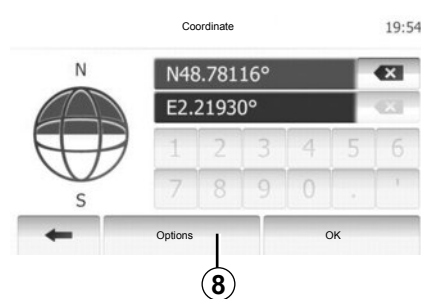 Coordinate 19:54
N
N48.78116°
E2.21930°
1 2 3 4 5 6
7 8 9 0 . '
S
Options OK
8